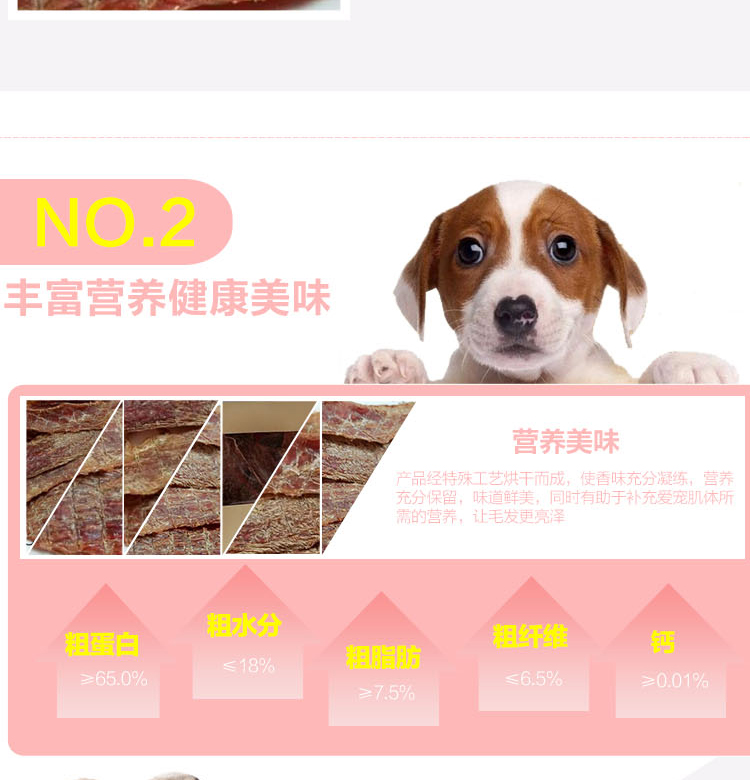 NO.2
丰富营养健康美味
营养美味
产品经特殊工艺烘干而成，使香味充分凝练，营养
充分保留，味道鲜美，同时有助于补充爱宠肌体所
需的营养，让毛发更亮泽
粗蛋白
≥65.0%
粗水分
≤18%
粗脂肪
≥7.5%
粗纤维
≤6.5%
钙
≥0.01%